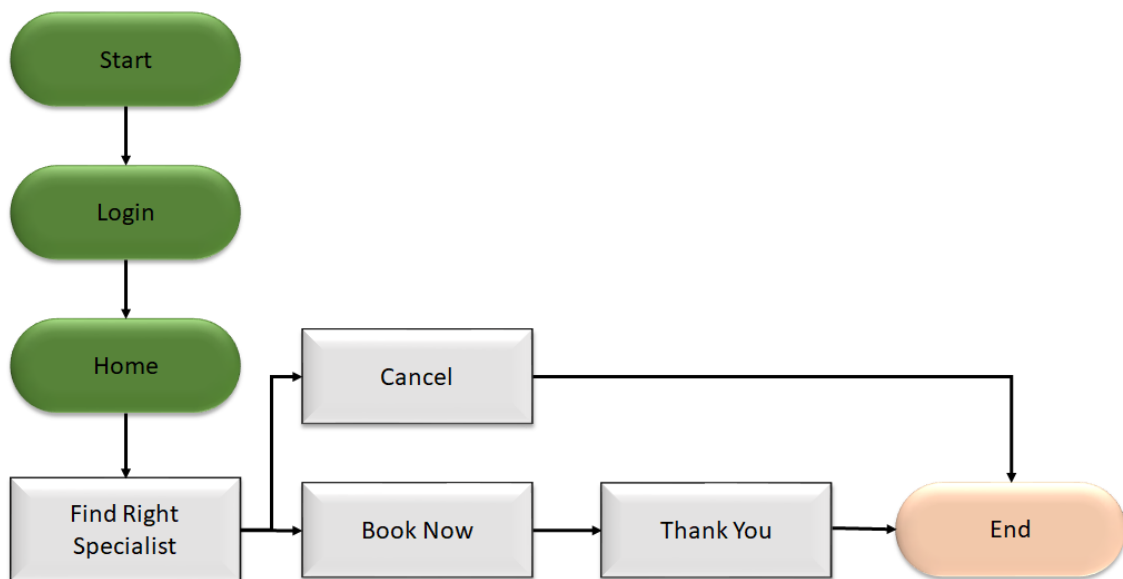 Start
Login
Home
Cancel
Find Right
Specialist
Book Now
Thank You
End